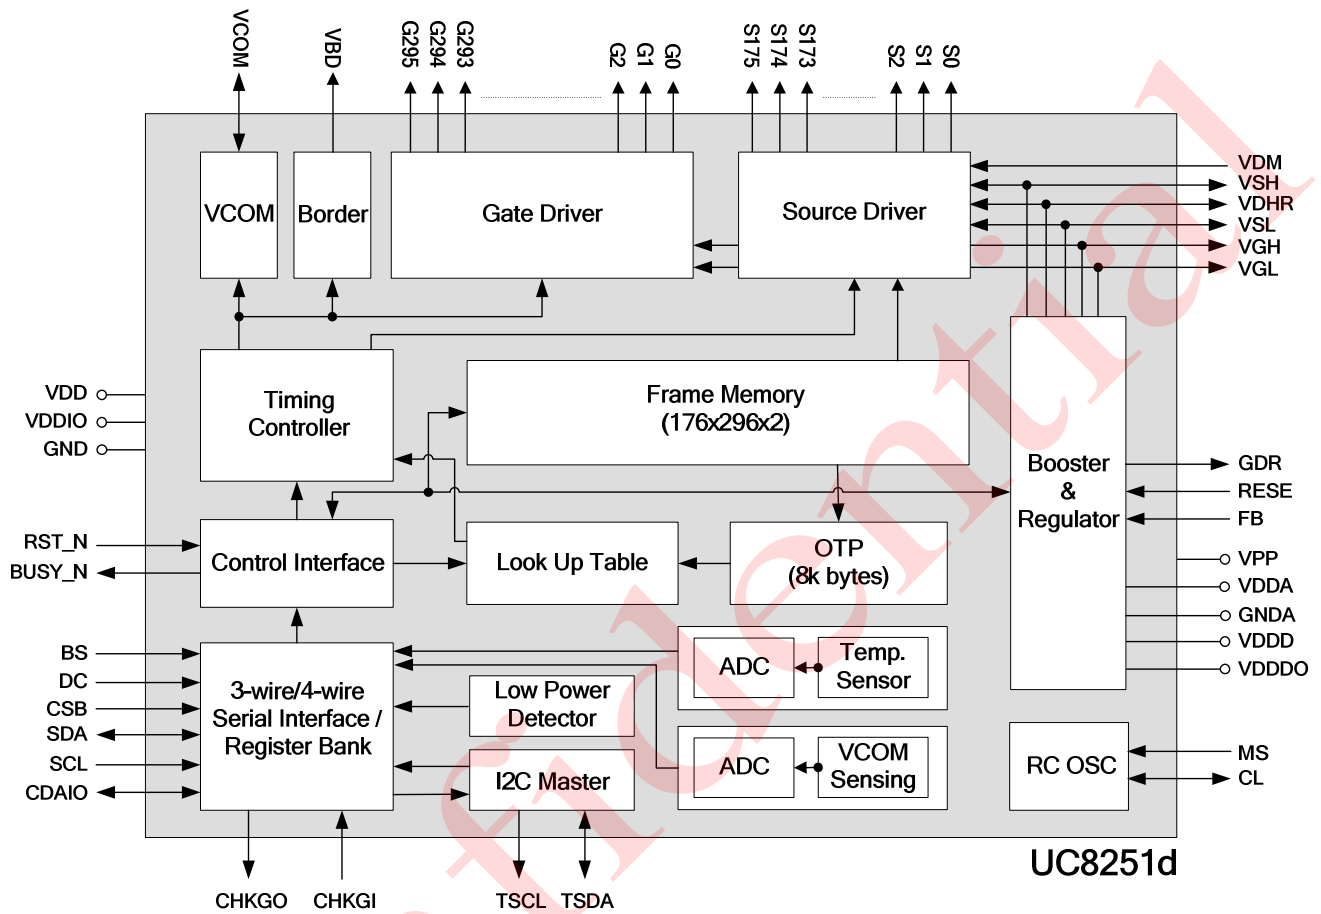 VCOM
VBD
G295
G294
G293
G2
G1
G0
S175
S174
S173
S2
S1
S0
VCOM
Border
Gate Driver
Source Driver
VDM
VSH
VDHR
VSL
VGH
VGL
VDD
VDDIO
GND
Timing
Controller
Frame Memory
(176x296x2)
Booster
&
Regulator
GDR
RESE
FB
VPP
VDDA
GNDA
VDDD
VDDDO
RST_N
BUSY_N
Control Interface
Look Up Table
OTP
(8k bytes)
BS
DC
CSB
SDA
SCL
CDAIO
3-wire/4-wire
Serial Interface /
Register Bank
Low Power
Detector
I2C Master
ADC
Temp.
Sensor
ADC
VCOM
Sensing
RC OSC
MS
CL
UC8251d
CHKGO
CHKGI
TSCL
TSDA
fidential